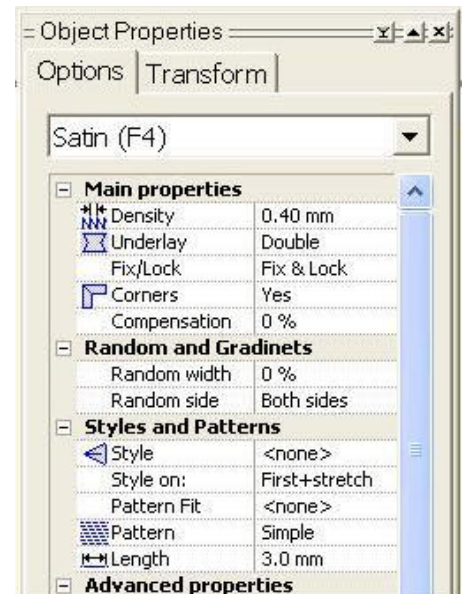 Object Properties
Options Transform
Satin (F4)
Main properties
Density 0.40 mm
Underlay Double
Fix/Lock Fix & Lock
Corners Yes
Compensation 0 %
Random and Gradinets
Random width 0 %
Random side Both sides
Styles and Patterns
Style <none>
Style on: First+stretch
Pattern Fit <none>
Pattern Simple
Length 3.0 mm
Advanced properties